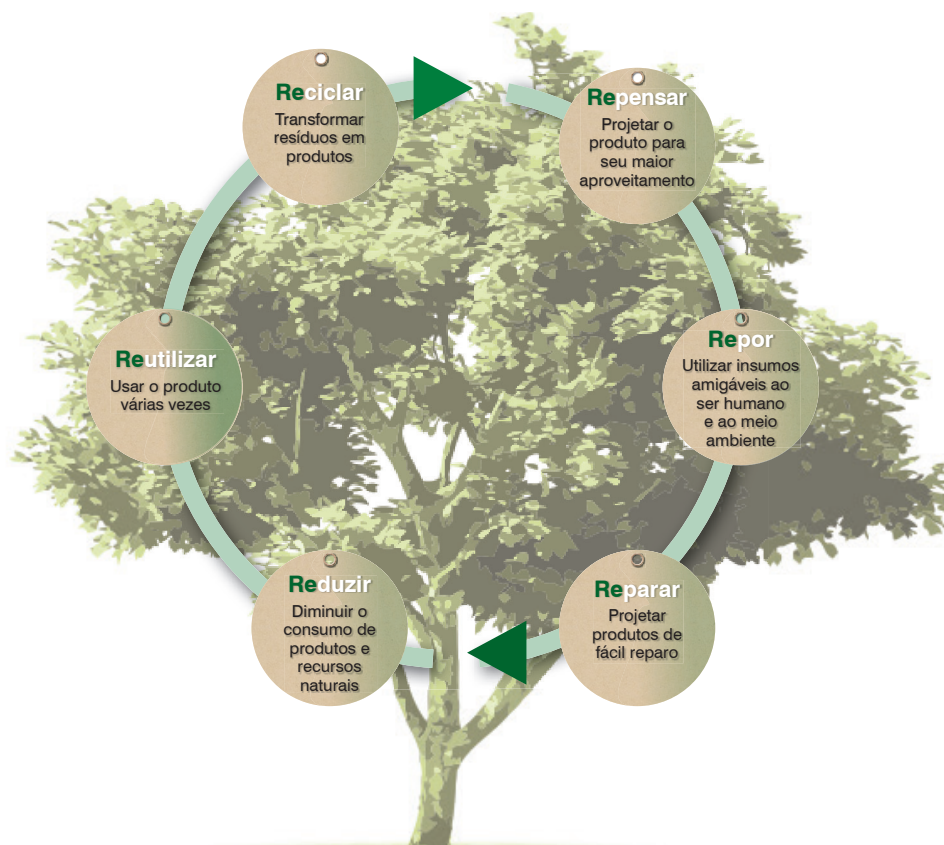 Reciclar
Transformar
resíduos em
produtos
Repensar
Projetar o
produto para
seu maior
aproveitamento
Repor
Utilizar insumos
amigáveis ao
ser humano
e ao meio
ambiente
Reparar
Projetar
produtos de
fácil reparo
Reduzir
Diminuir o
consumo de
produtos e
recursos
naturais
Reutilizar
Usar o produto
várias vezes